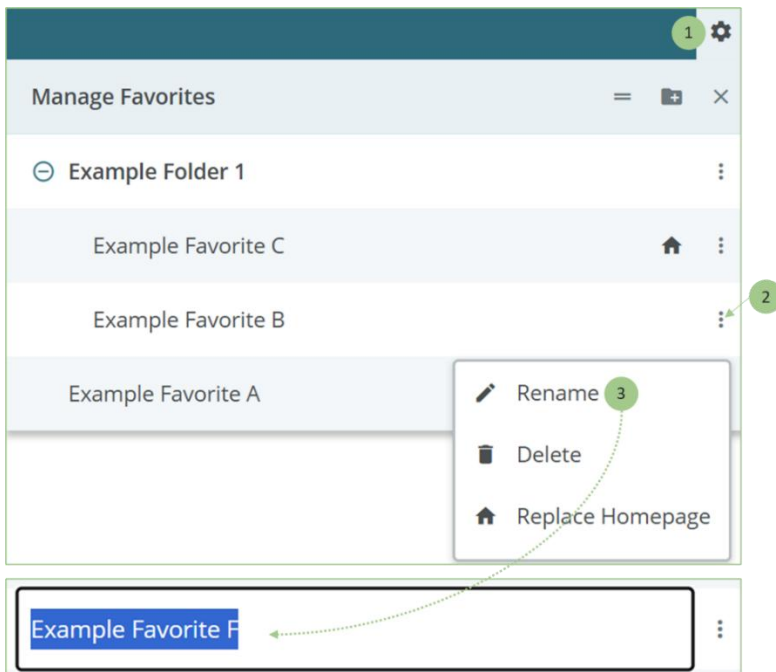 1
Manage Favorites
Example Folder 1
Example Favorite C
Example Favorite B
2
Example Favorite A
Rename 3
Delete
Replace Homepage
Example Favorite F